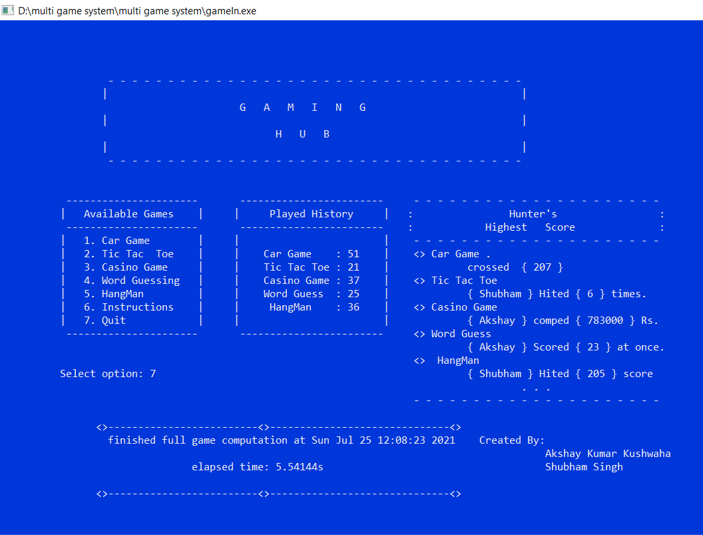 D:\multi game system\multi game system\gameIn.exe
G A M I N G
H U B
Available Games
1. Car Game
2. Tic Tac Toe
3. Casino Game
4. Word Guessing
5. HangMan
6. Instructions
7. Quit
Played History
Car Game : 51
Tic Tac Toe : 21
Casino Game : 37
Word Guess : 25
HangMan : 36
Hunter's
Highest Score
<> Car Game .
crossed { 207 }
<> Tic Tac Toe
{ Shubham } Hited { 6 } times.
<> Casino Game
{ Akshay } comped { 783000 } Rs.
<> Word Guess
{ Akshay } Scored { 23 } at once.
<> HangMan
{ Shubham } Hited { 205 } score
. . .
Select option: 7
finished full game computation at Sun Jul 25 12:08:23 2021
elapsed time: 5.54144s
Created By:
Akshay Kumar Kushwaha
Shubham Singh